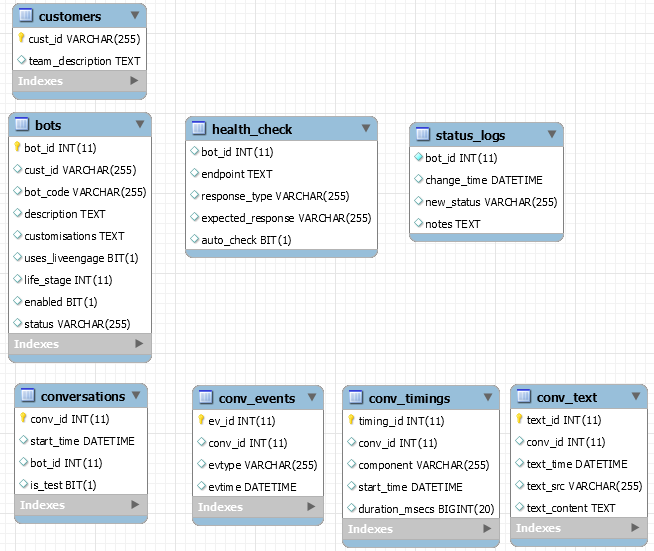 customers
cust_id VARCHAR(255)
team_description TEXT
Indexes
bots
bot_id INT(11)
cust_id VARCHAR(255)
bot_code VARCHAR(255)
description TEXT
customisations TEXT
uses_liveengage BIT(1)
life_stage INT(11)
enabled BIT(1)
status VARCHAR(255)
Indexes
health_check
bot_id INT(11)
endpoint TEXT
response_type VARCHAR(255)
expected_response VARCHAR(255)
auto_check BIT(1)
status_logs
bot_id INT(11)
change_time DATETIME
new_status VARCHAR(255)
notes TEXT
conversations
conv_id INT(11)
start_time DATETIME
bot_id INT(11)
is_test BIT(1)
Indexes
conv_events
ev_id INT(11)
conv_id INT(11)
evtype VARCHAR(255)
evtime DATETIME
Indexes
conv_timings
timing_id INT(11)
conv_id INT(11)
component VARCHAR(255)
start_time DATETIME
duration_msecs BIGINT(20)
Indexes
conv_text
text_id INT(11)
conv_id INT(11)
text_time DATETIME
text_src VARCHAR(255)
text_content TEXT
Indexes